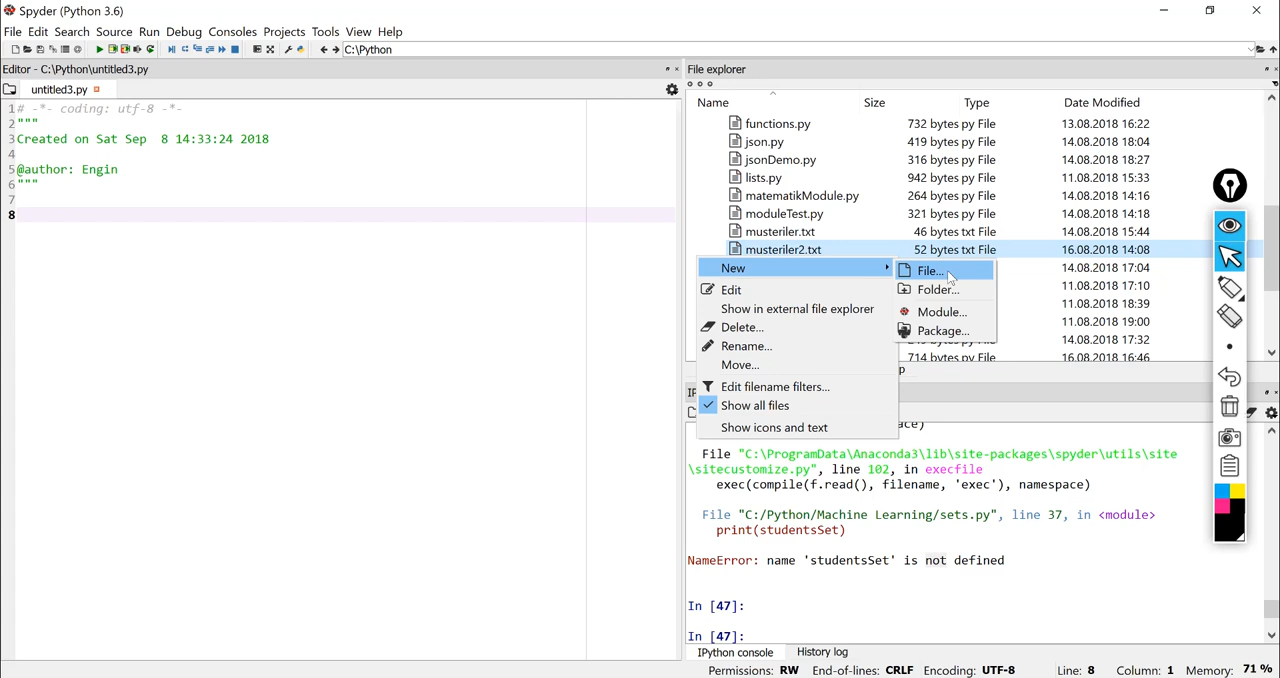 Spyder (Python 3.6)
File Edit Search Source Run Debug Consoles Projects Tools View Help
C:\Python
Editor - C:\Python\untitled3.py
untitled3.py
1 # -*- coding: utf-8 -*-
2 """
3 Created on Sat Sep  8 14:33:24 2018
4
5 @author: Engin
6 """
7
8
File explorer
Name Size Type Date Modified
functions.py 732 bytes py File 13.08.2018 16:22
json.py 419 bytes py File 14.08.2018 18:04
jsonDemo.py 316 bytes py File 14.08.2018 18:27
lists.py 942 bytes py File 11.08.2018 15:33
matematikModule.py 264 bytes py File 14.08.2018 14:16
moduleTest.py 321 bytes py File 14.08.2018 14:18
musteriler.txt 46 bytes txt File 14.08.2018 15:44
musteriler2.txt 52 bytes txt File 16.08.2018 14:08
14.08.2018 17:04
11.08.2018 17:10
11.08.2018 18:39
11.08.2018 19:00
14.08.2018 17:32
714 bytes py File 16.08.2018 16:46
New
Edit
Show in external file explorer
Delete...
Rename...
Move...
Edit filename filters...
Show all files
Show icons and text
File...
Folder...
Module...
Package...
File "C:\ProgramData\Anaconda3\lib\site-packages\spyder\utils\site
\sitecustomize.py", line 102, in execfile
exec(compile(f.read(), filename, 'exec'), namespace)
File "C:/Python/Machine Learning/sets.py", line 37, in <module>
print(studentsSet)
NameError: name 'studentsSet' is not defined
In [47]:
In [47]:
IPython console History log
Permissions: RW End-of-lines: CRLF Encoding: UTF-8 Line: 8 Column: 1 Memory: 71 %